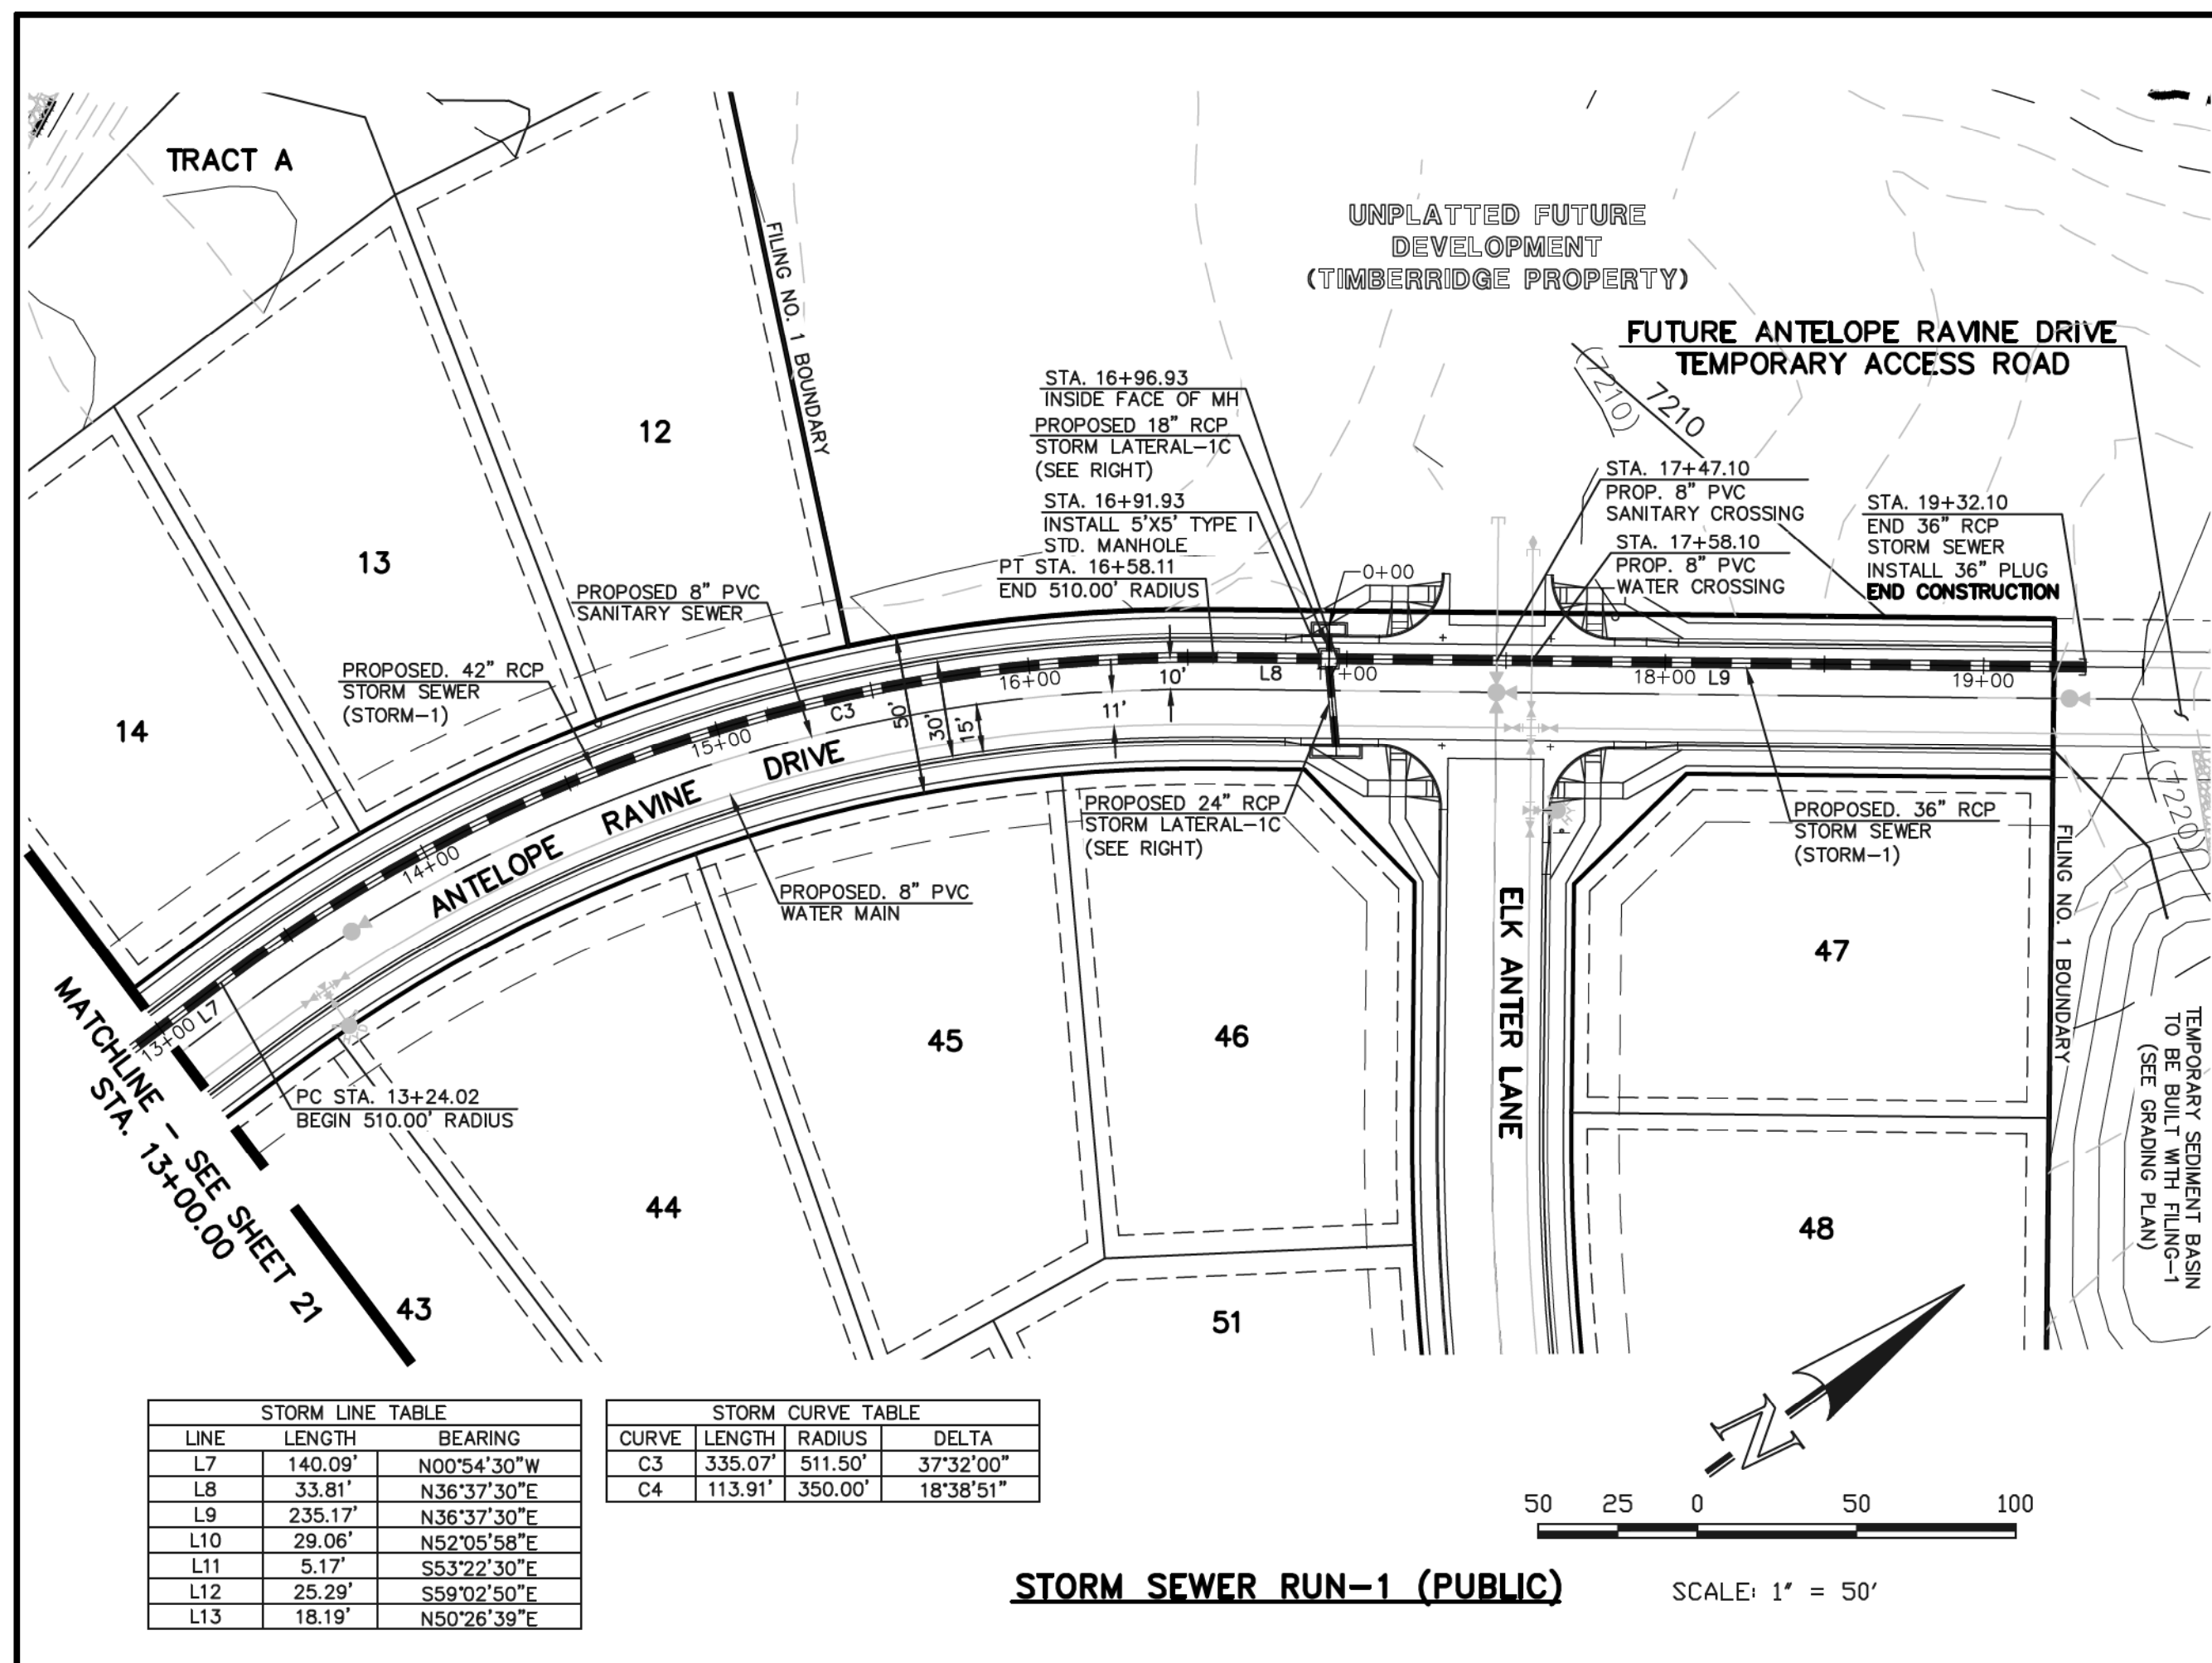 TRACT A
UNPLATTED FUTURE
DEVELOPMENT
(TIMBERRIDGE PROPERTY)
FILING NO. 1 BOUNDARY
FUTURE ANTELOPE RAVINE DRIVE
TEMPORARY ACCESS ROAD
(7210)
7210
STA. 16+96.93
INSIDE FACE OF MH
PROPOSED 18" RCP
STORM LATERAL-1C
(SEE RIGHT)
STA. 16+91.93
INSTALL 5'X5' TYPE I
STD. MANHOLE
PT STA. 16+58.11
END 510.00' RADIUS
STA. 17+47.10
PROP. 8" PVC
SANITARY CROSSING
STA. 17+58.10
PROP. 8" PVC
WATER CROSSING
STA. 19+32.10
END 36" RCP
STORM SEWER
INSTALL 36" PLUG
END CONSTRUCTION
12
13
14
PROPOSED 8" PVC
SANITARY SEWER
PROPOSED. 42" RCP
STORM SEWER
(STORM-1)
0+00
13+00
L7
14+00
15+00
C3
16+00
L8
+00
18+00
L9
19+00
50'
30'
15'
11'
10'
ANTELOPE RAVINE DRIVE
PROPOSED 24" RCP
STORM LATERAL-1C
(SEE RIGHT)
PROPOSED. 36" RCP
STORM SEWER
(STORM-1)
PROPOSED. 8" PVC
WATER MAIN
ELK ANTER LANE
FILING NO. 1 BOUNDARY
(7220)
TEMPORARY SEDIMENT BASIN
TO BE BUILT WITH FILING-1
(SEE GRADING PLAN)
MATCHLINE - SEE SHEET 21
STA. 13+00.00
PC STA. 13+24.02
BEGIN 510.00' RADIUS
43
44
45
46
47
48
51
N
STORM LINE TABLE
LINE LENGTH BEARING
L7 140.09' N00°54'30"W
L8 33.81' N36°37'30"E
L9 235.17' N36°37'30"E
L10 29.06' N52°05'58"E
L11 5.17' S53°22'30"E
L12 25.29' S59°02'50"E
L13 18.19' N50°26'39"E
STORM CURVE TABLE
CURVE LENGTH RADIUS DELTA
C3 335.07' 511.50' 37°32'00"
C4 113.91' 350.00' 18°38'51"
50 25 0 50 100
STORM SEWER RUN-1 (PUBLIC)
SCALE: 1" = 50'